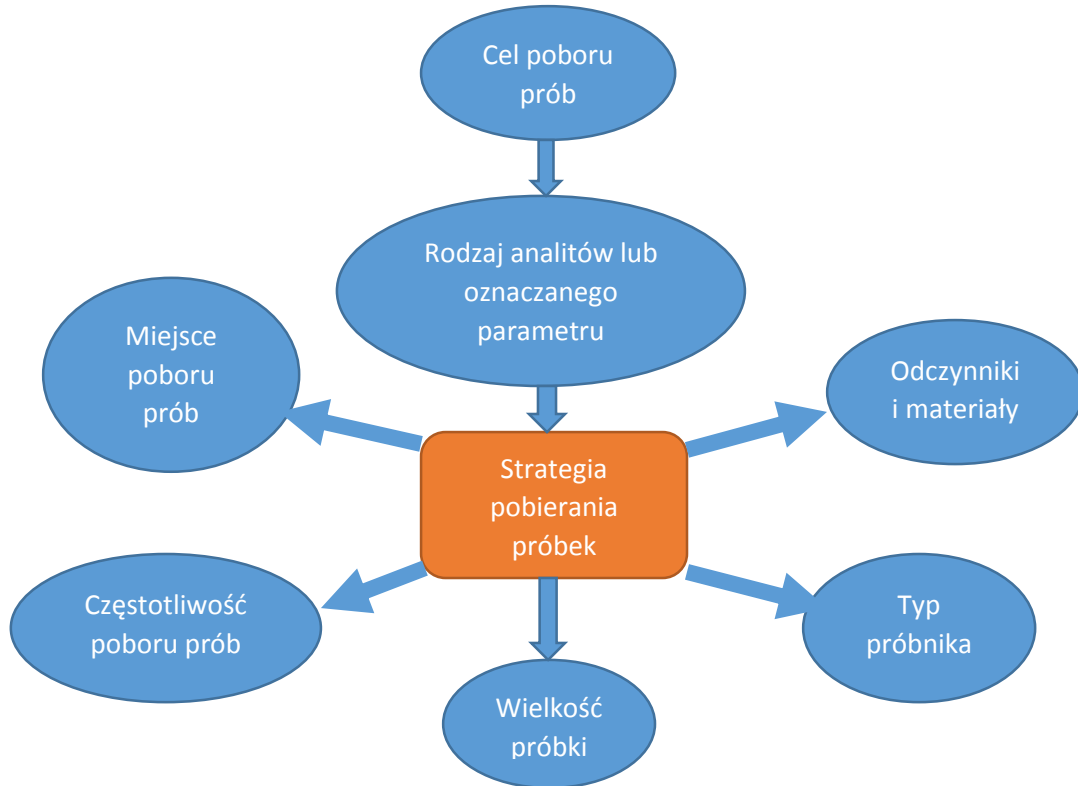 Cel poboru
prób
Rodzaj analitów lub
oznaczanego
parametru
Miejsce
poboru
prób
Odczynniki
i materiały
Strategia
pobierania
próbek
Częstotliwość
poboru prób
Typ
próbnika
Wielkość
próbki